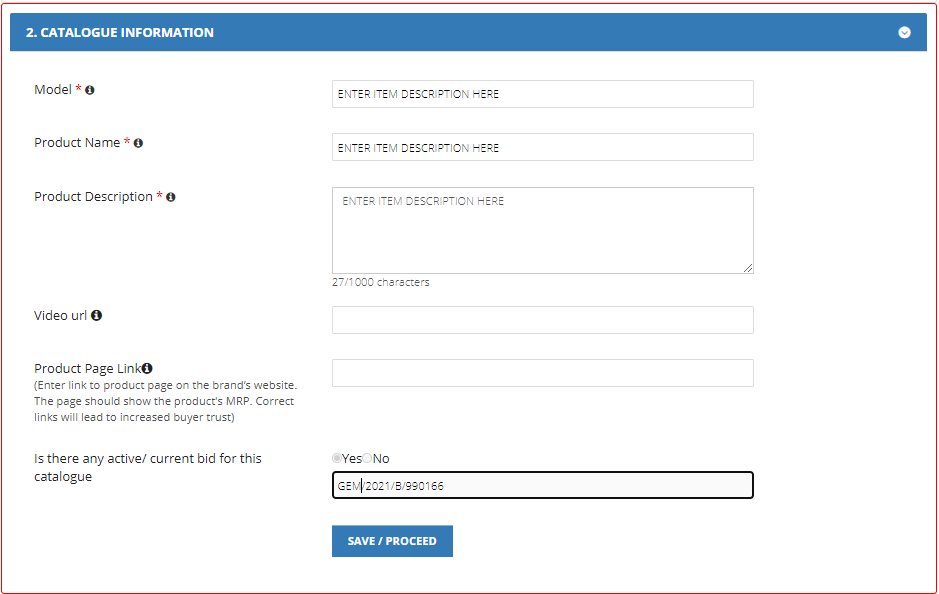 2. CATALOGUE INFORMATION
Model *
ENTER ITEM DESCRIPTION HERE
Product Name *
ENTER ITEM DESCRIPTION HERE
Product Description *
ENTER ITEM DESCRIPTION HERE
27/1000 characters
Video url
Product Page Link
(Enter link to product page on the brand's website.
The page should show the product's MRP. Correct
links will lead to increased buyer trust)
Is there any active/ current bid for this
catalogue
Yes No
GEM/2021/B/990166
SAVE / PROCEED